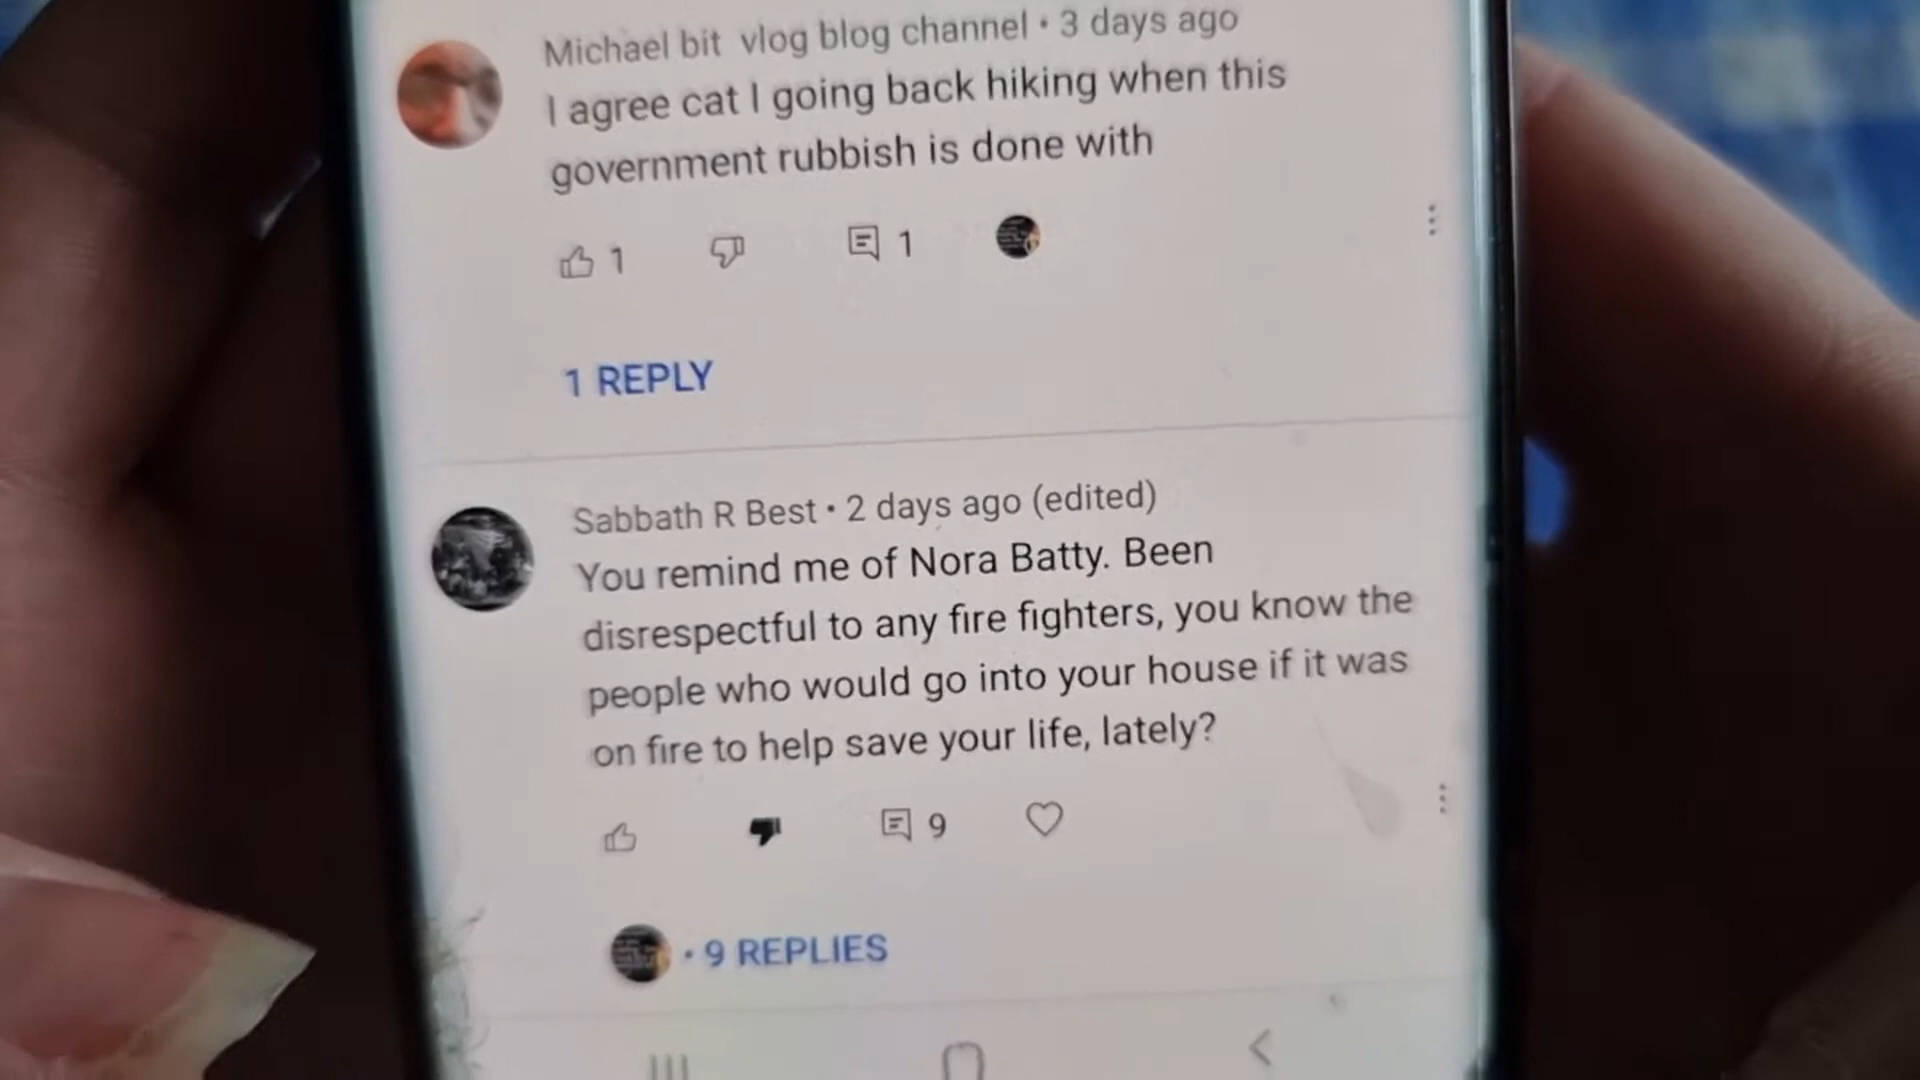 Michael bit vlog blog channel • 3 days ago
I agree cat I going back hiking when this
government rubbish is done with
1
1
1 REPLY
Sabbath R Best • 2 days ago (edited)
You remind me of Nora Batty. Been
disrespectful to any fire fighters, you know the
people who would go into your house if it was
on fire to help save your life, lately?
9
• 9 REPLIES